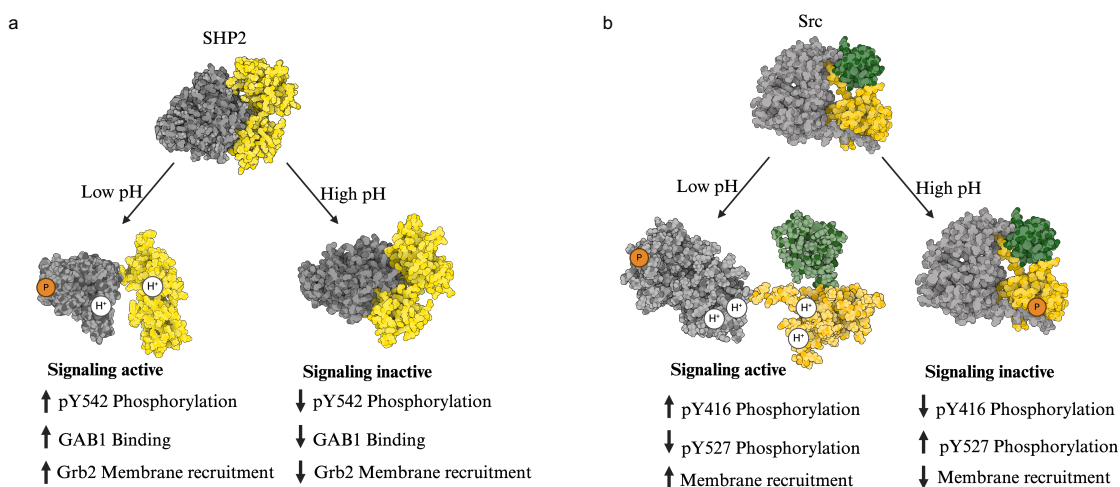 a
SHP2
Low pH
High pH
P
H+
H+
Signaling active
↑ pY542 Phosphorylation
↑ GAB1 Binding
↑ Grb2 Membrane recruitment
Signaling inactive
↓ pY542 Phosphorylation
↓ GAB1 Binding
↓ Grb2 Membrane recruitment
b
Src
Low pH
High pH
P
H+
H+
H+
H+
P
Signaling active
↑ pY416 Phosphorylation
↓ pY527 Phosphorylation
↑ Membrane recruitment
Signaling inactive
↓ pY416 Phosphorylation
↑ pY527 Phosphorylation
↓ Membrane recruitment